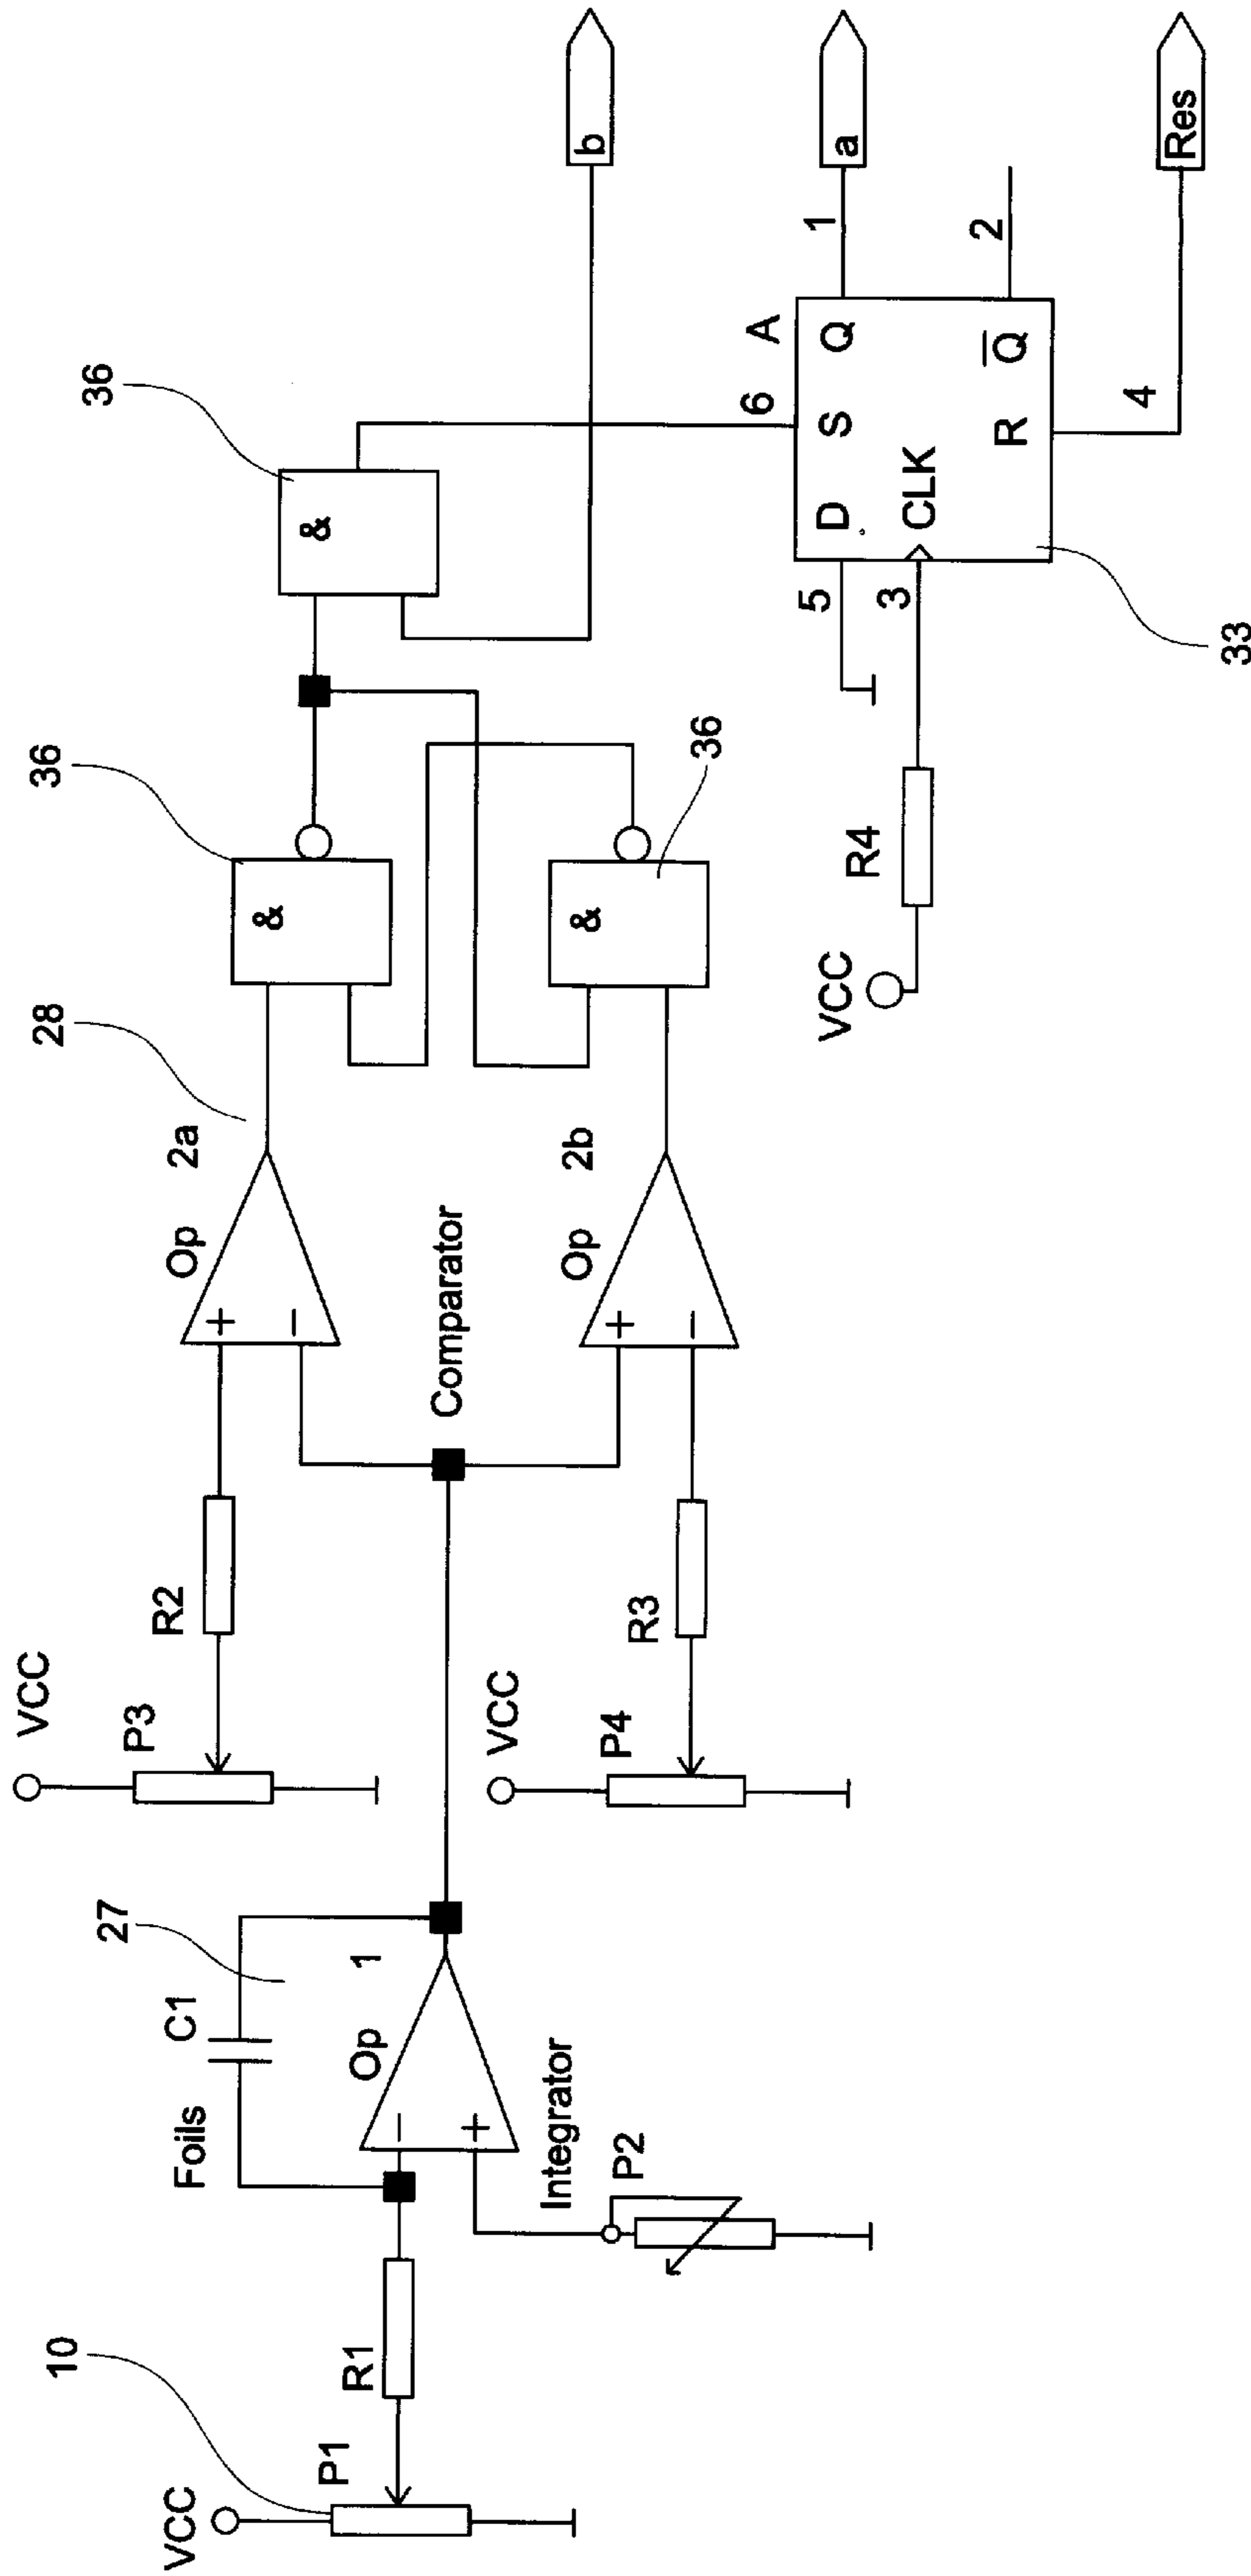 10
VCC
P1
R1
Foils
C1
27
Op
1
−
+
Integrator
P2
VCC
P3
R2
VCC
P4
R3
Comparator
Op
2a
28
+
−
Op
2b
+
−
36
&
36
&
36
&
b
VCC
R4
5
3
6
A
D
S
Q
CLK
R
Q̅
1
a
2
4
Res
33